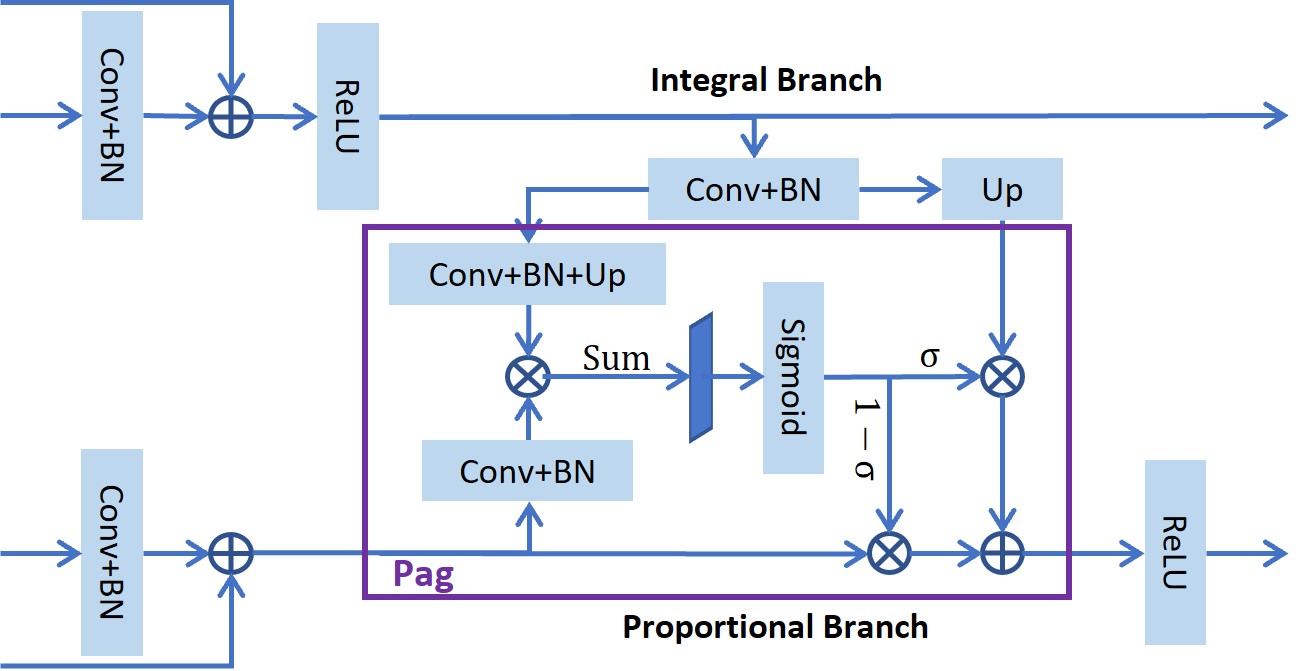 Conv+BN
ReLU
Integral Branch
Conv+BN
Up
Conv+BN+Up
Sum
Sigmoid
σ
1 − σ
Conv+BN
Conv+BN
Pag
ReLU
Proportional Branch